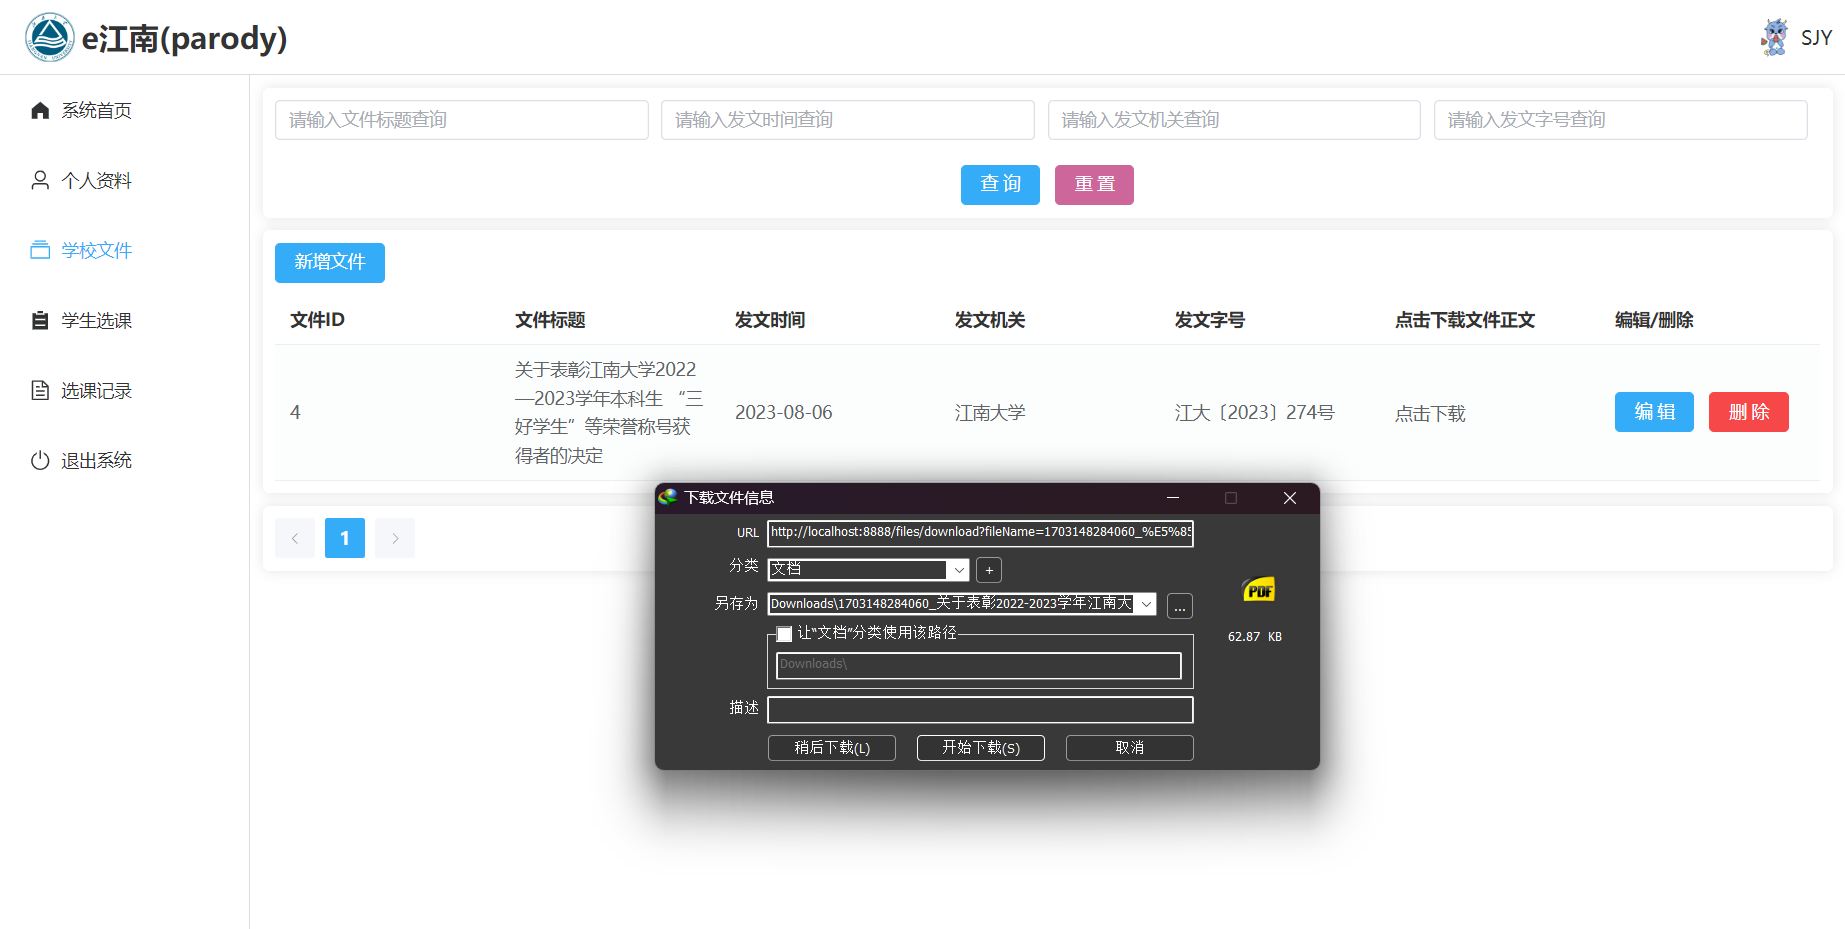 e江南(parody)
SJY
系统首页
个人资料
学校文件
学生选课
选课记录
退出系统
请输入文件标题查询
请输入发文时间查询
请输入发文机关查询
请输入发文字号查询
查询
重置
新增文件
文件ID
文件标题
发文时间
发文机关
发文字号
点击下载文件正文
编辑/删除
4
关于表彰江南大学2022
—2023学年本科生 “三
好学生”等荣誉称号获
得者的决定
2023-08-06
江南大学
江大〔2023〕274号
点击下载
编辑
删除
1
下载文件信息
URL
http://localhost:8888/files/download?fileName=1703148284060_%E5%85
分类
文档
+
另存为
Downloads\1703148284060_关于表彰2022-2023学年江南大
...
PDF
62.87 KB
让"文档"分类使用该路径
Downloads\
描述
稍后下载(L)
开始下载(S)
取消